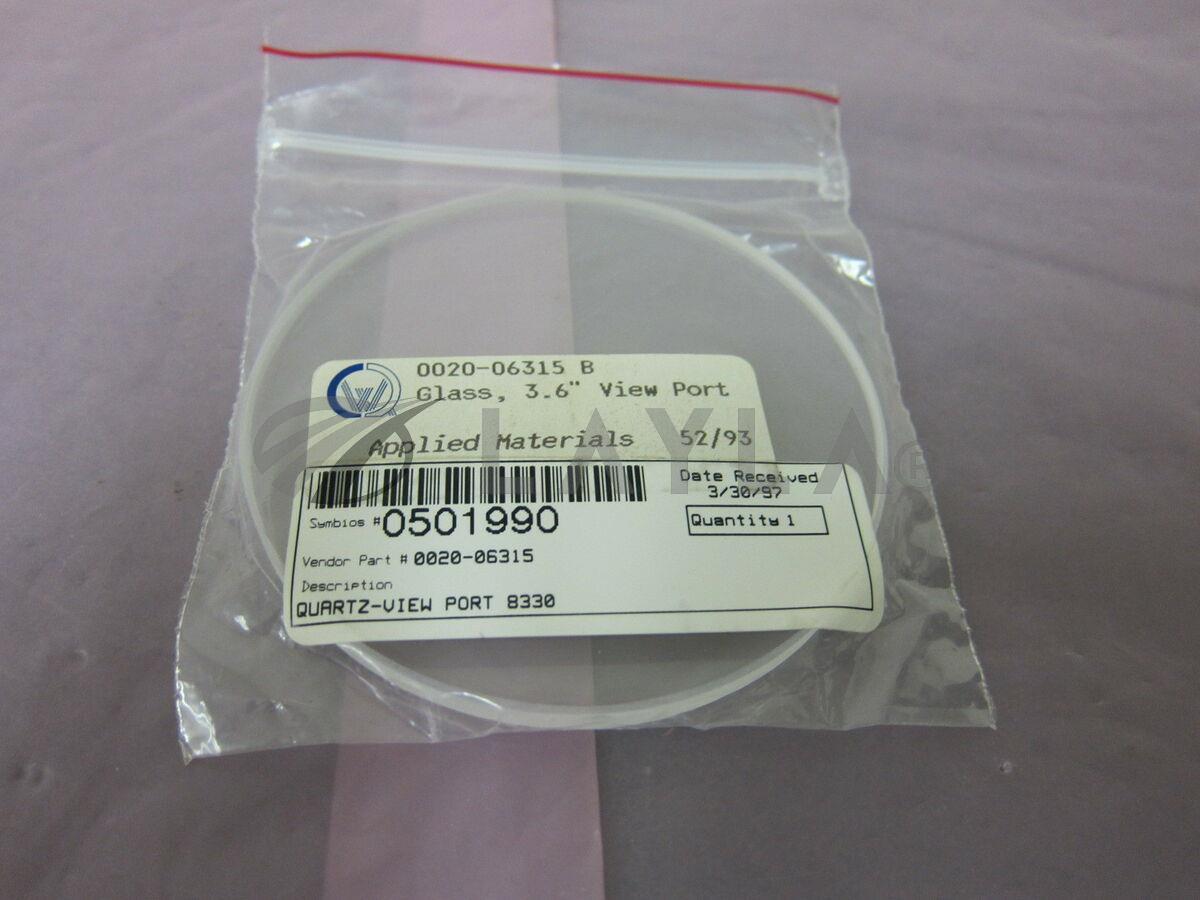 0020-06315 B
Glass, 3.6" View Port
Applied Materials 52/93
LAYLA®
Date Received
3/30/97
Symbios # 0501990
Quantity 1
Vendor Part # 0020-06315
Description
QUARTZ-VIEW PORT 8330